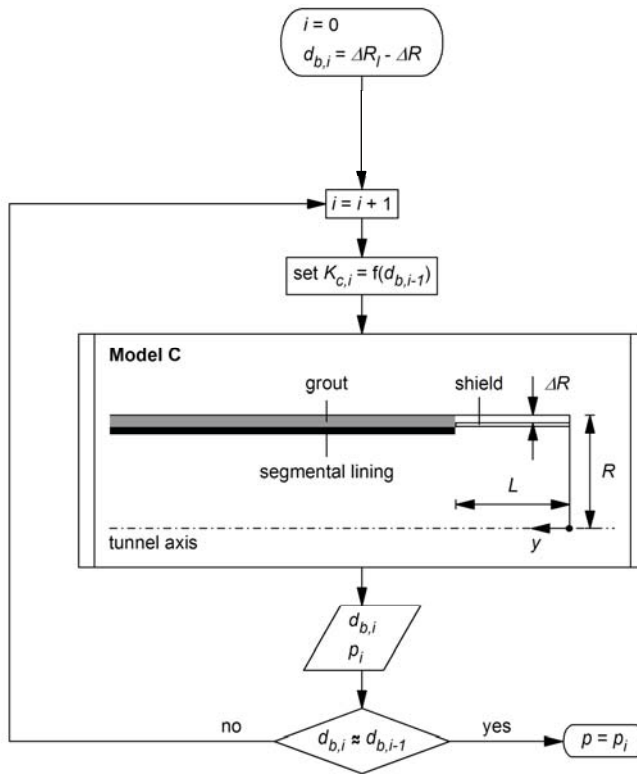 i = 0
d_{b,i} = ΔR_l - ΔR
i = i + 1
set K_{c,i} = f(d_{b,i-1})
Model C
grout
shield
ΔR
segmental lining
R
L
tunnel axis
y
d_{b,i}
p_i
no
d_{b,i} ≈ d_{b,i-1}
yes
p = p_i